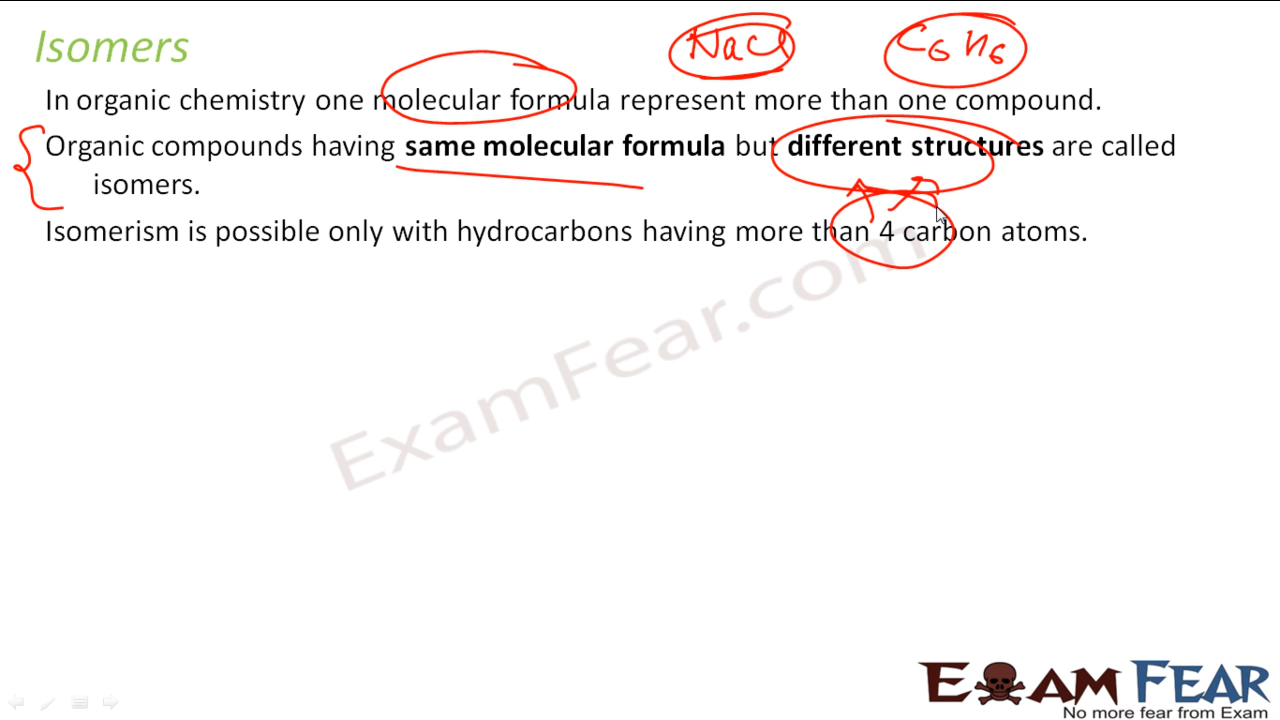 Isomers
NaCl
C6H6
In organic chemistry one molecular formula represent more than one compound.
Organic compounds having same molecular formula but different structures are called
isomers.
Isomerism is possible only with hydrocarbons having more than 4 carbon atoms.
ExamFear.com
EXAM FEAR
No more fear from Exam